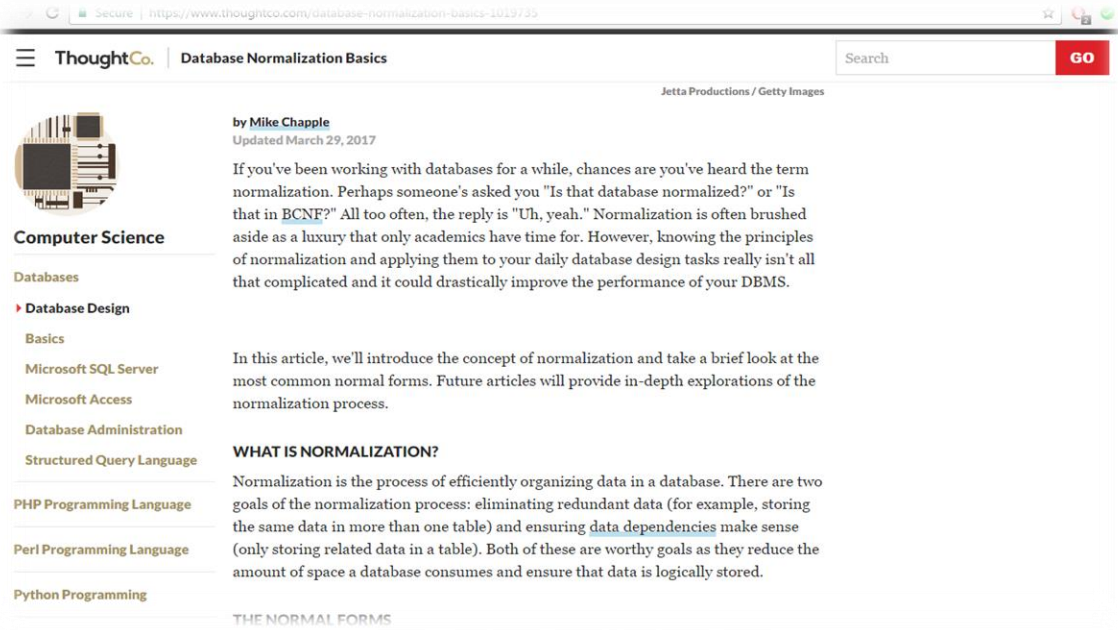 Secure | https://www.thoughtco.com/database-normalization-basics-1019735
2
ThoughtCo. Database Normalization Basics
Search
GO
Jetta Productions / Getty Images
by Mike Chapple
Updated March 29, 2017
If you've been working with databases for a while, chances are you've heard the term
normalization. Perhaps someone's asked you "Is that database normalized?" or "Is
that in BCNF?" All too often, the reply is "Uh, yeah." Normalization is often brushed
aside as a luxury that only academics have time for. However, knowing the principles
of normalization and applying them to your daily database design tasks really isn't all
that complicated and it could drastically improve the performance of your DBMS.
In this article, we'll introduce the concept of normalization and take a brief look at the
most common normal forms. Future articles will provide in-depth explorations of the
normalization process.
WHAT IS NORMALIZATION?
Normalization is the process of efficiently organizing data in a database. There are two
goals of the normalization process: eliminating redundant data (for example, storing
the same data in more than one table) and ensuring data dependencies make sense
(only storing related data in a table). Both of these are worthy goals as they reduce the
amount of space a database consumes and ensure that data is logically stored.
THE NORMAL FORMS
Computer Science
Databases
Database Design
Basics
Microsoft SQL Server
Microsoft Access
Database Administration
Structured Query Language
PHP Programming Language
Perl Programming Language
Python Programming